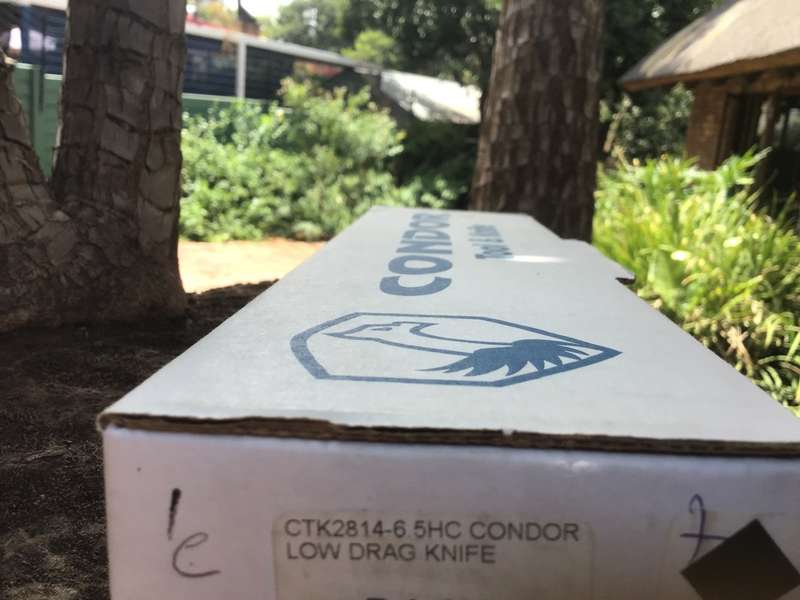 CONDOR
Tool & Knife
CTK2814-6.5HC CONDOR
LOW DRAG KNIFE